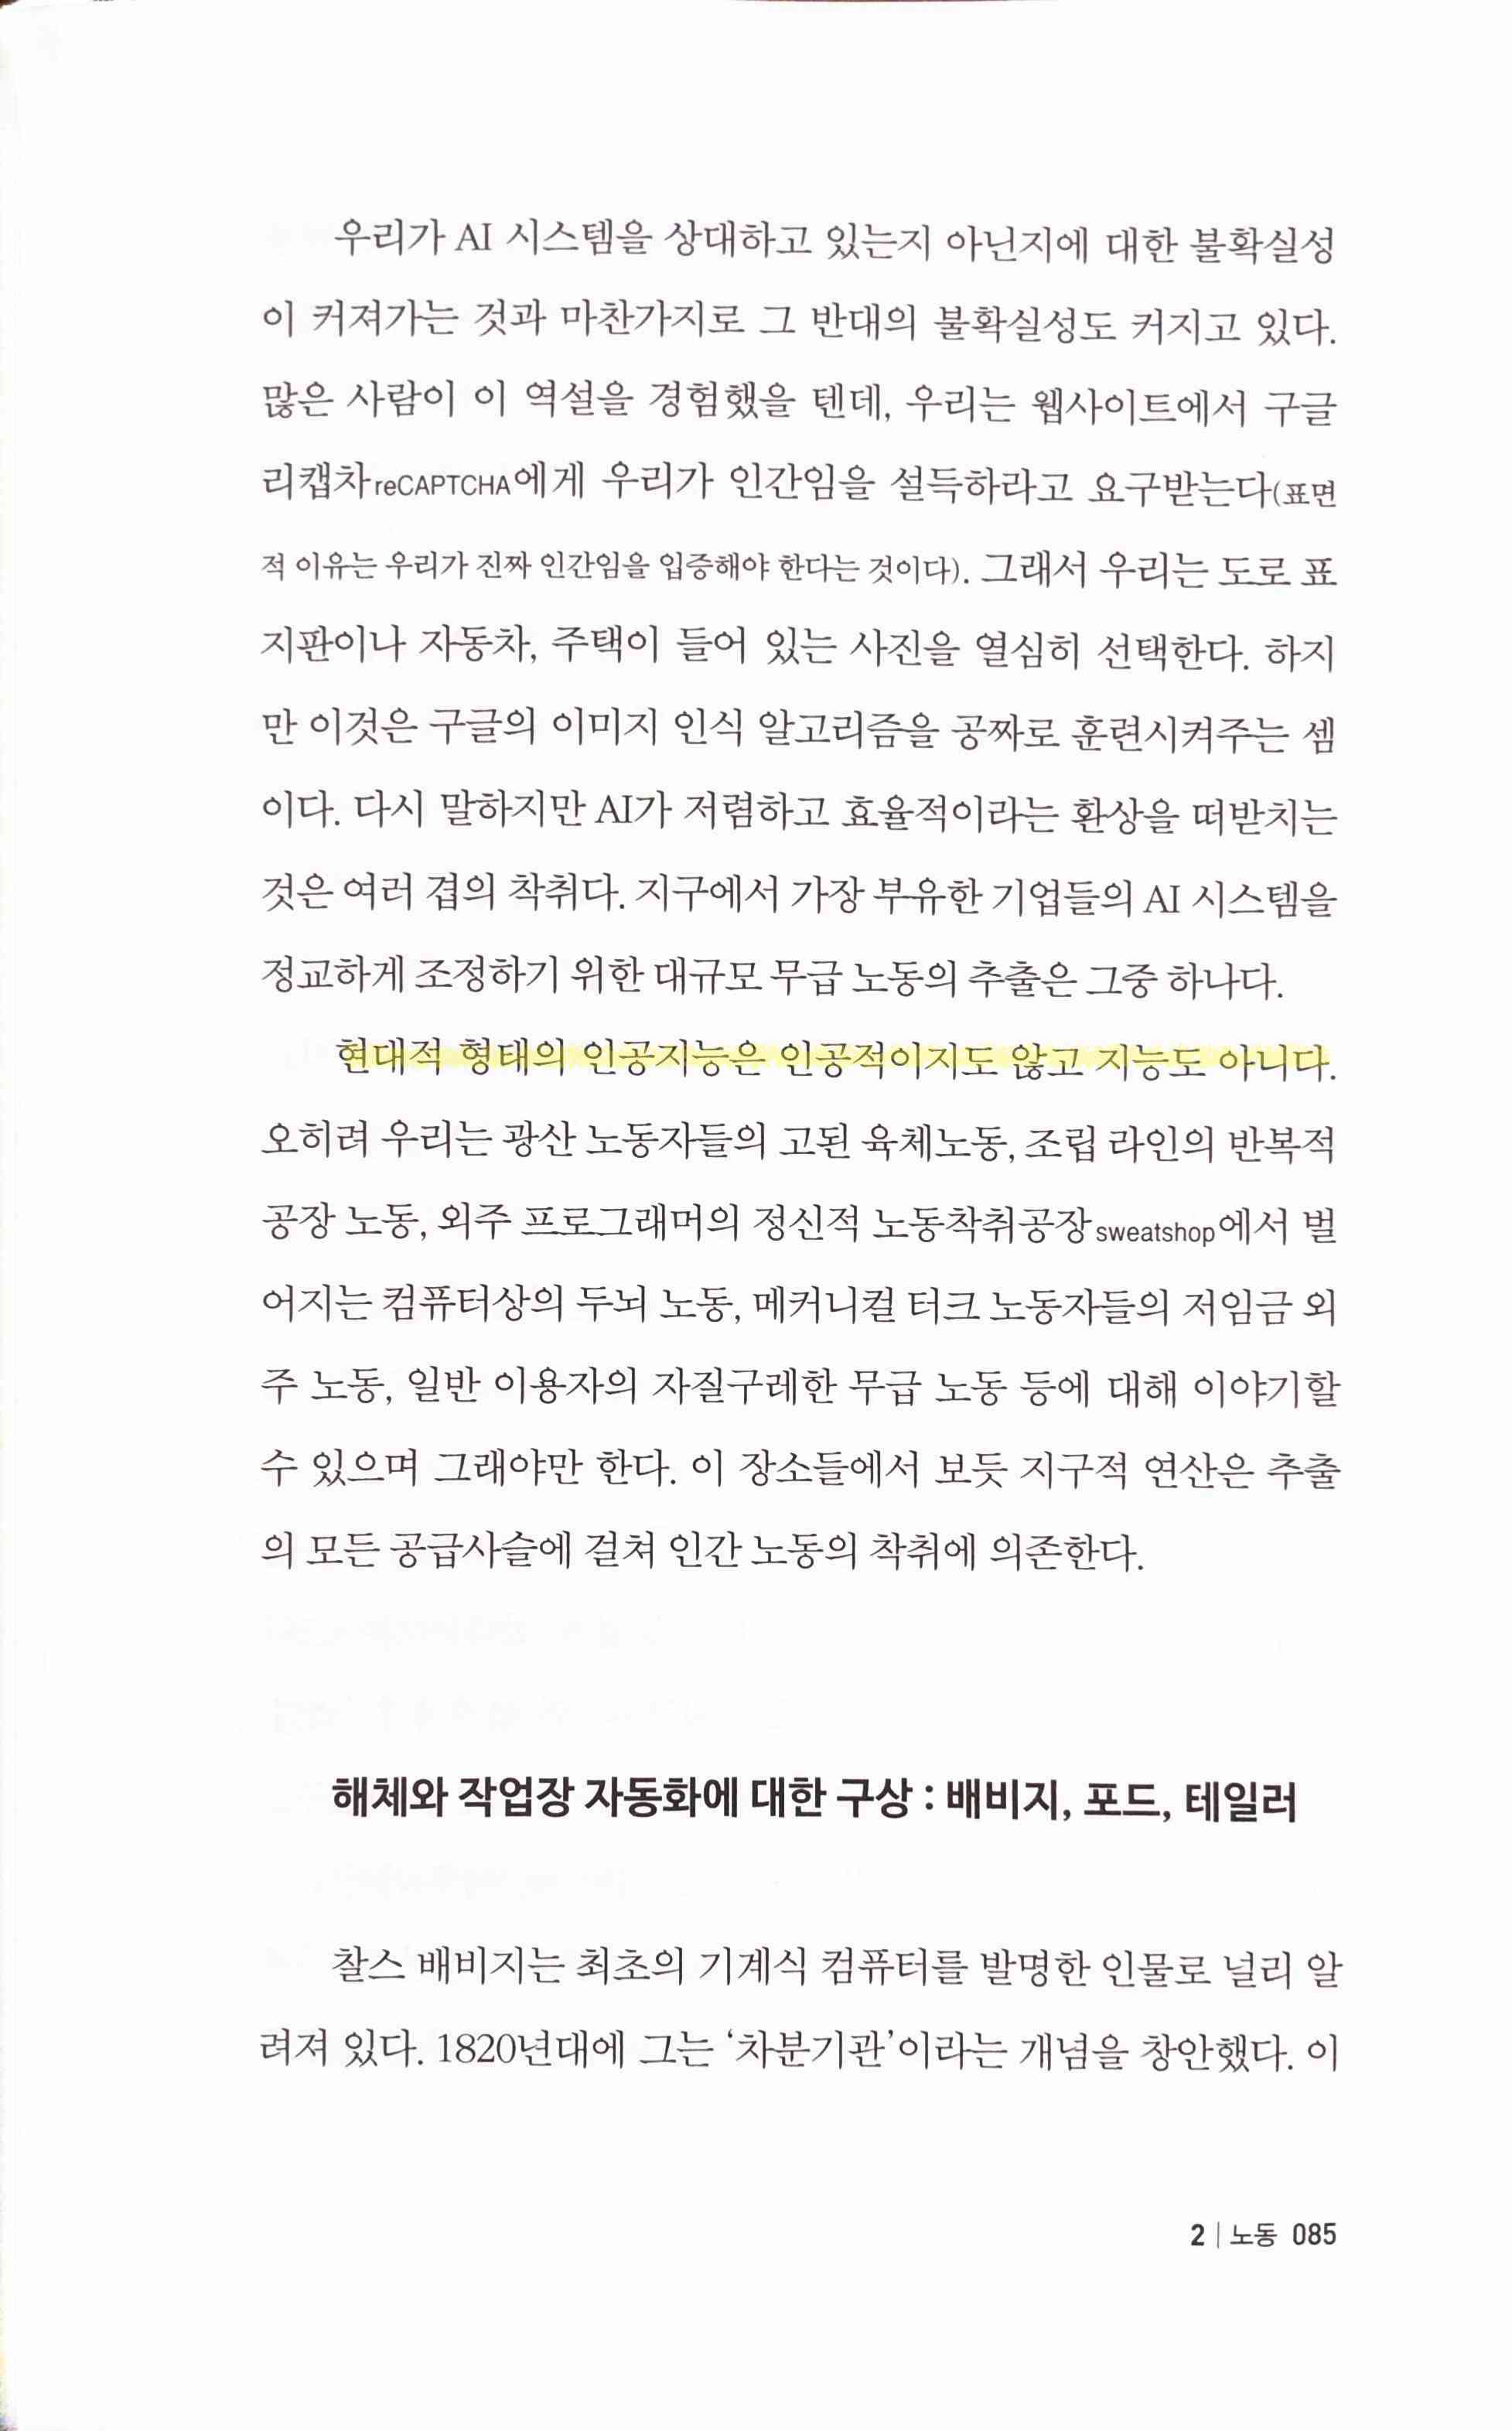 우리가 AI 시스템을 상대하고 있는지 아닌지에 대한 불확실성
이 커져가는 것과 마찬가지로 그 반대의 불확실성도 커지고 있다.
많은 사람이 이 역설을 경험했을 텐데, 우리는 웹사이트에서 구글
리캡차reCAPTCHA에게 우리가 인간임을 설득하라고 요구받는다(표면
적 이유는 우리가 진짜 인간임을 입증해야 한다는 것이다). 그래서 우리는 도로 표
지판이나 자동차, 주택이 들어 있는 사진을 열심히 선택한다. 하지
만 이것은 구글의 이미지 인식 알고리즘을 공짜로 훈련시켜주는 셈
이다. 다시 말하지만 AI가 저렴하고 효율적이라는 환상을 떠받치는
것은 여러 겹의 착취다. 지구에서 가장 부유한 기업들의 AI 시스템을
정교하게 조정하기 위한 대규모 무급 노동의 추출은 그중 하나다.
현대적 형태의 인공지능은 인공적이지도 않고 지능도 아니다.
오히려 우리는 광산 노동자들의 고된 육체노동, 조립 라인의 반복적
공장 노동, 외주 프로그래머의 정신적 노동착취공장sweatshop에서 벌
어지는 컴퓨터상의 두뇌 노동, 메커니컬 터크 노동자들의 저임금 외
주 노동, 일반 이용자의 자질구레한 무급 노동 등에 대해 이야기할
수 있으며 그래야만 한다. 이 장소들에서 보듯 지구적 연산은 추출
의 모든 공급사슬에 걸쳐 인간 노동의 착취에 의존한다.
해체와 작업장 자동화에 대한 구상 : 배비지, 포드, 테일러
찰스 배비지는 최초의 기계식 컴퓨터를 발명한 인물로 널리 알
려져 있다. 1820년대에 그는 ‘차분기관’이라는 개념을 창안했다. 이
2 | 노동 085